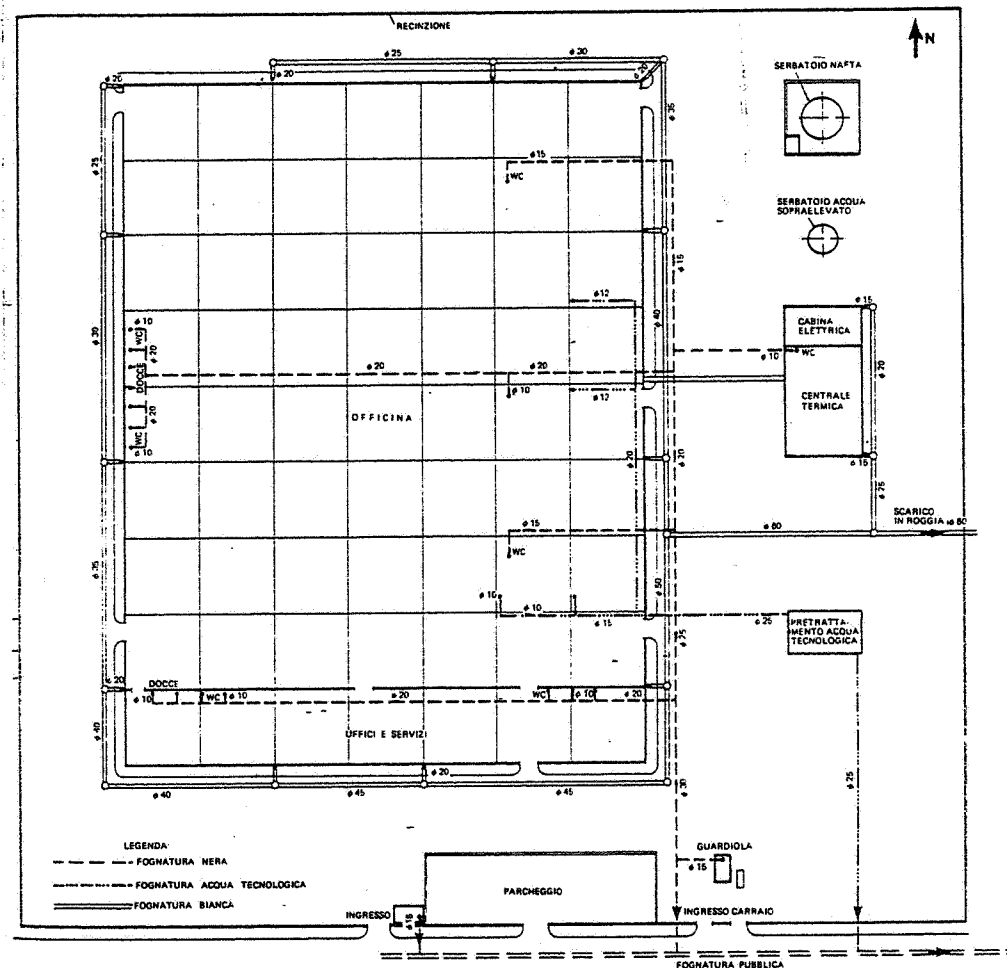 RECINZIONE
N
ø 25
ø 30
ø 20
ø 20
ø 20
SERBATOIO NAFTA
ø 35
ø 25
ø 15
WC
SERBATOIO ACQUA
SOPRAELEVATO
ø 15
ø 12
ø 15
ø 10
ø 30
WC
ø 20
ø 40
CABINA
ELETTRICA
ø 10
WC
ø 20
ø 20
ø 20
DOCCE
ø 10
ø 12
CENTRALE
TERMICA
ø 20
OFFICINA
WC
ø 10
ø 20
ø 20
ø 15
ø 25
SCARICO
IN ROGGIA ø 80
ø 15
ø 80
WC
ø 35
ø 50
ø 10
ø 10
ø 15
ø 25
PRETRATTA-
MENTO ACQUA
TECNOLOGICA
ø 25
ø 20
DOCCE
ø 10
WC
ø 10
ø 20
WC
ø 10
ø 20
ø 40
UFFICI E SERVIZI
ø 20
ø 40
ø 45
ø 45
ø 30
ø 25
LEGENDA
FOGNATURA NERA
FOGNATURA ACQUA TECNOLOGICA
FOGNATURA BIANCA
GUARDIOLA
ø 15
PARCHEGGIO
INGRESSO
ø 15
INGRESSO CARRAIO
FOGNATURA PUBBLICA